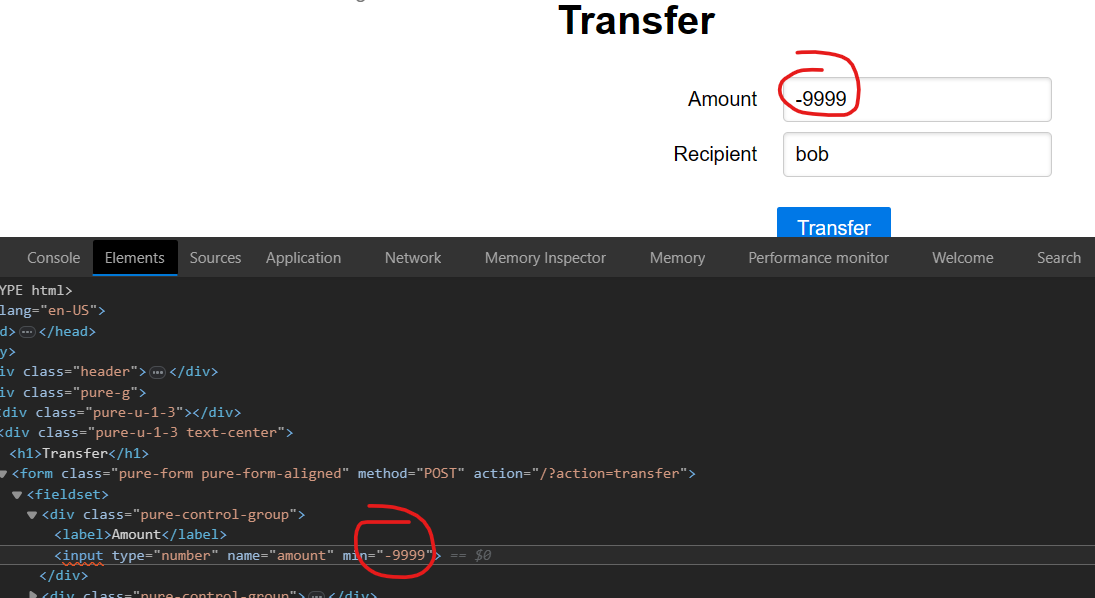 Transfer
Amount -9999
Recipient bob
Transfer
Console Elements Sources Application Network Memory Inspector Memory Performance monitor Welcome Search
YPE html>
lang="en-US">
d>…</head>
y>
iv class="header">…</div>
iv class="pure-g">
div class="pure-u-1-3"></div>
<div class="pure-u-1-3 text-center">
<h1>Transfer</h1>
<form class="pure-form pure-form-aligned" method="POST" action="/?action=transfer">
<fieldset>
<div class="pure-control-group">
<label>Amount</label>
<input type="number" name="amount" min="-9999"> == $0
</div>
<div class="pure-control-group">…</div>